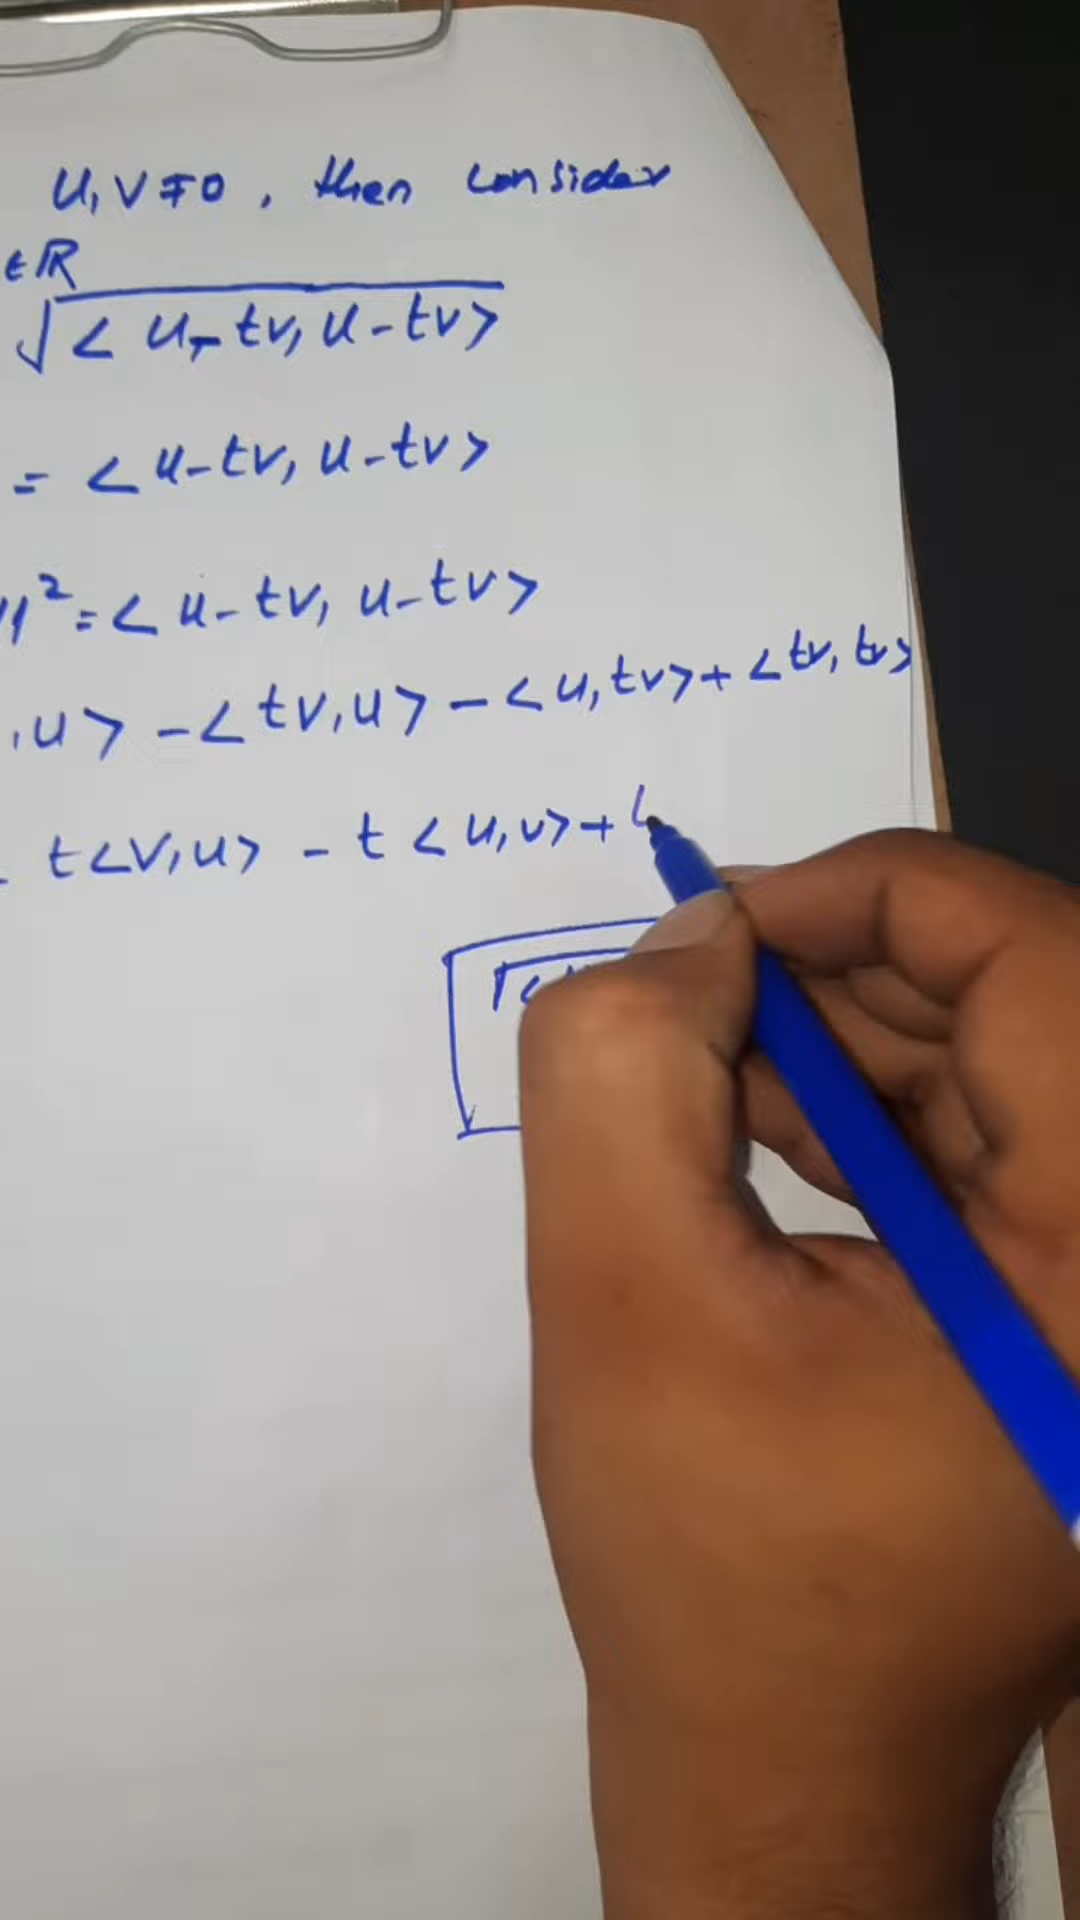 u, v ≠ 0, then consider
∈ ℝ
√< u - tv, u - tv>
= < u - tv, u - tv>
||² = < u - tv, u - tv>
, u > - < tv, u > - < u, tv> + < tv, tv>
- t<v, u> - t < u, v> +